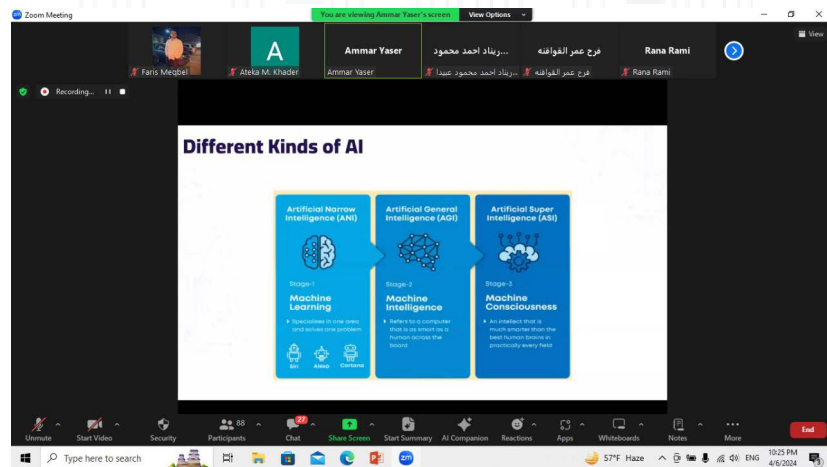 Zoom Meeting
You are viewing Ammar Yaser's screen
View Options
View
Faris Meqbel
A
Ateka M. Khader
Ammar Yaser
Ammar Yaser
ريناد احمد محمود...
ريناد احمد محمود عبيدا...
فرح عمر القواقنه
فرح عمر القواقنه
Rana Rami
Rana Rami
Recording...
Different Kinds of AI
Artificial Narrow
Intelligence (ANI)
Stage-1
Machine
Learning
Specialises in one area
and solves one problem
Siri
Alexa
Cortana
Artificial General
Intelligence (AGI)
Stage-2
Machine
Intelligence
Refers to a computer
that is as smart as a
human across the
board
Artificial Super
Intelligence (ASI)
Stage-3
Machine
Consciousness
An intellect that is
much smarter than the
best human brains in
practically every field
Unmute
Start Video
Security
88
Participants
27
Chat
Share Screen
Start Summary
AI Companion
Reactions
Apps
Whiteboards
Notes
More
End
Type here to search
57°F Haze
ENG
10:25 PM
4/6/2024